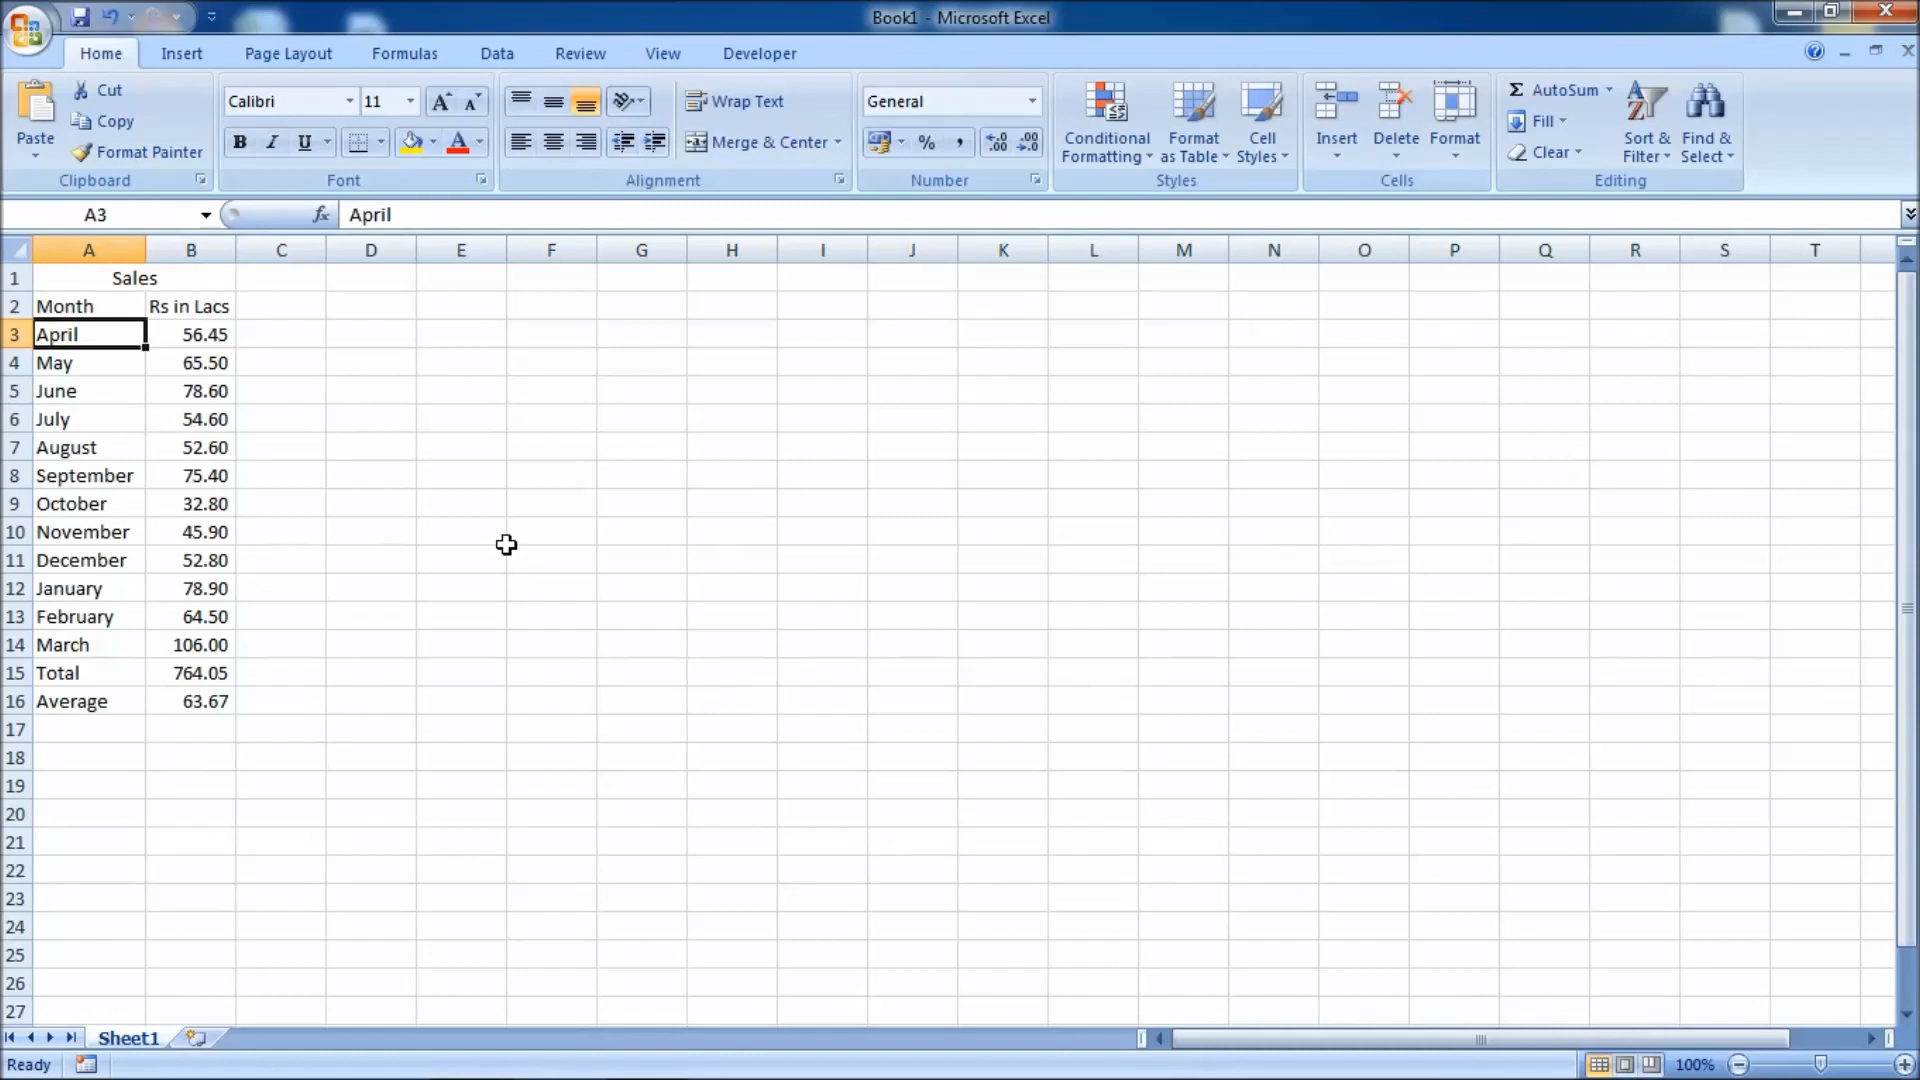 Book1 - Microsoft Excel
Home Insert Page Layout Formulas Data Review View Developer
Cut
Copy
Format Painter
Paste
Clipboard
Calibri 11
B I U
Font
Wrap Text
Merge & Center
Alignment
General
Number
Conditional Formatting
Format as Table
Cell Styles
Styles
Insert Delete Format
Cells
Σ AutoSum
Fill
Clear
Sort & Filter
Find & Select
Editing
A3 fx April
A B C D E F G H I J K L M N O P Q R S T
1 Sales
2 Month Rs in Lacs
3 April 56.45
4 May 65.50
5 June 78.60
6 July 54.60
7 August 52.60
8 September 75.40
9 October 32.80
10 November 45.90
11 December 52.80
12 January 78.90
13 February 64.50
14 March 106.00
15 Total 764.05
16 Average 63.67
17
18
19
20
21
22
23
24
25
26
27
Sheet1
Ready 100%